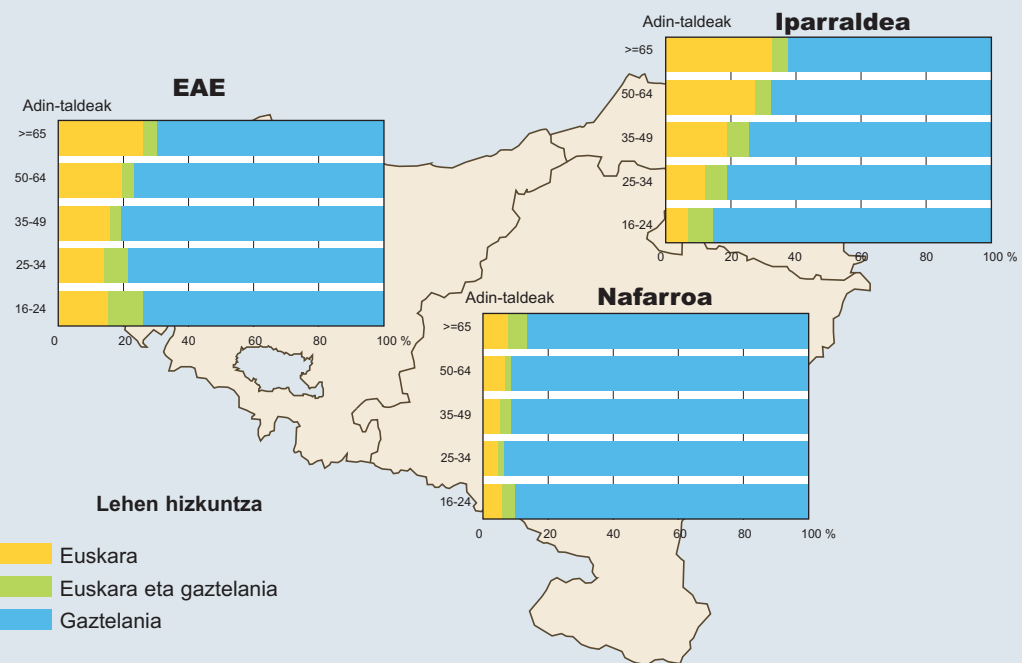 Iparraldea
Adin-taldeak
>=65
50-64
35-49
25-34
16-24
0 20 40 60 80 100 %
EAE
Adin-taldeak
>=65
50-64
35-49
25-34
16-24
0 20 40 60 80 100 %
Nafarroa
Adin-taldeak
>=65
50-64
35-49
25-34
16-24
0 20 40 60 80 100 %
Lehen hizkuntza
Euskara
Euskara eta gaztelania
Gaztelania